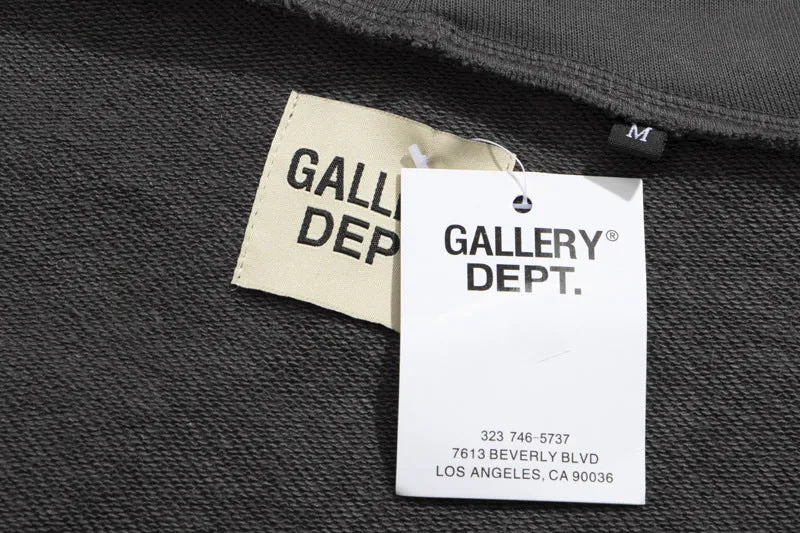 M
GALL
DEP
GALLERY®
DEPT.
323 746-5737
7613 BEVERLY BLVD
LOS ANGELES, CA 90036